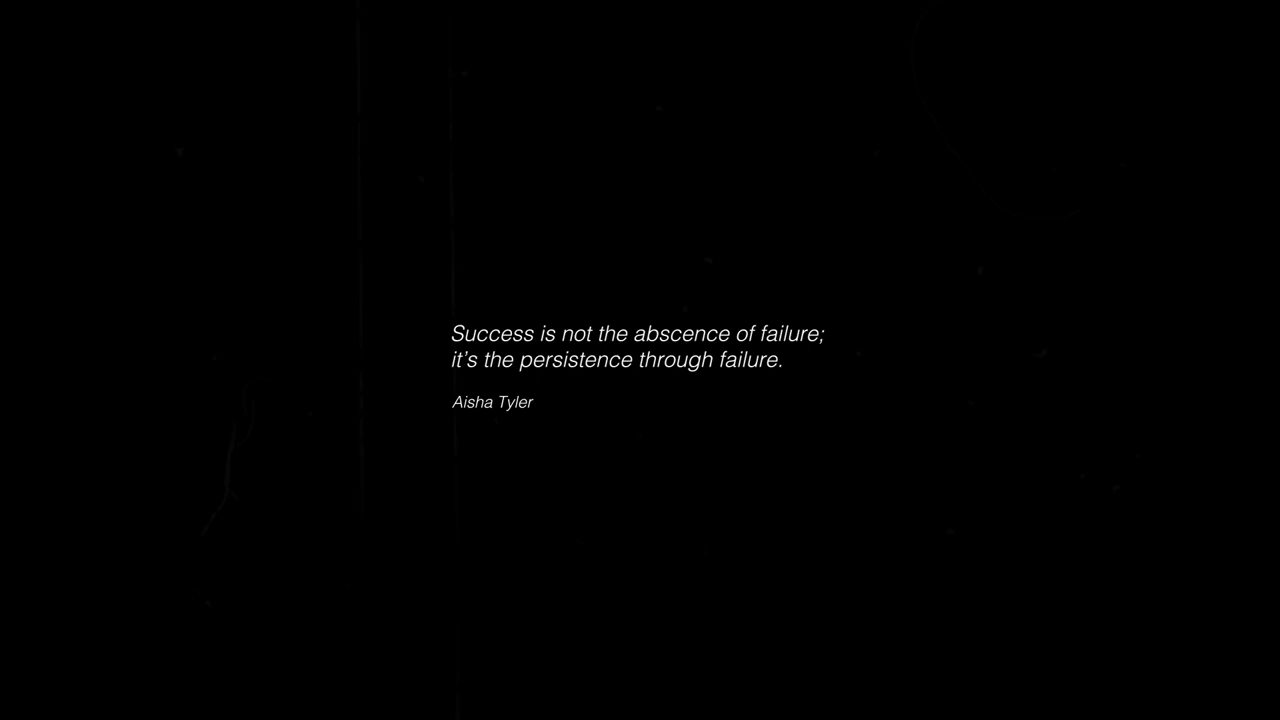 Success is not the abscence of failure;
it’s the persistence through failure.
Aisha Tyler